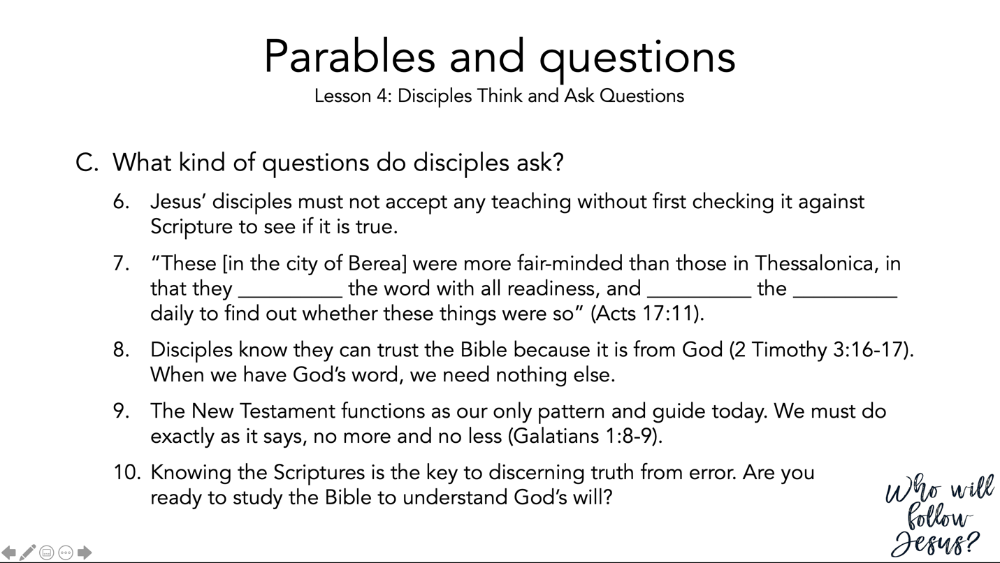 Parables and questions
Lesson 4: Disciples Think and Ask Questions
C. What kind of questions do disciples ask?
6. Jesus’ disciples must not accept any teaching without first checking it against
Scripture to see if it is true.
7. “These [in the city of Berea] were more fair-minded than those in Thessalonica, in
that they __________ the word with all readiness, and __________ the __________
daily to find out whether these things were so” (Acts 17:11).
8. Disciples know they can trust the Bible because it is from God (2 Timothy 3:16-17).
When we have God’s word, we need nothing else.
9. The New Testament functions as our only pattern and guide today. We must do
exactly as it says, no more and no less (Galatians 1:8-9).
10. Knowing the Scriptures is the key to discerning truth from error. Are you
ready to study the Bible to understand God’s will?
Who will
follow
Jesus?